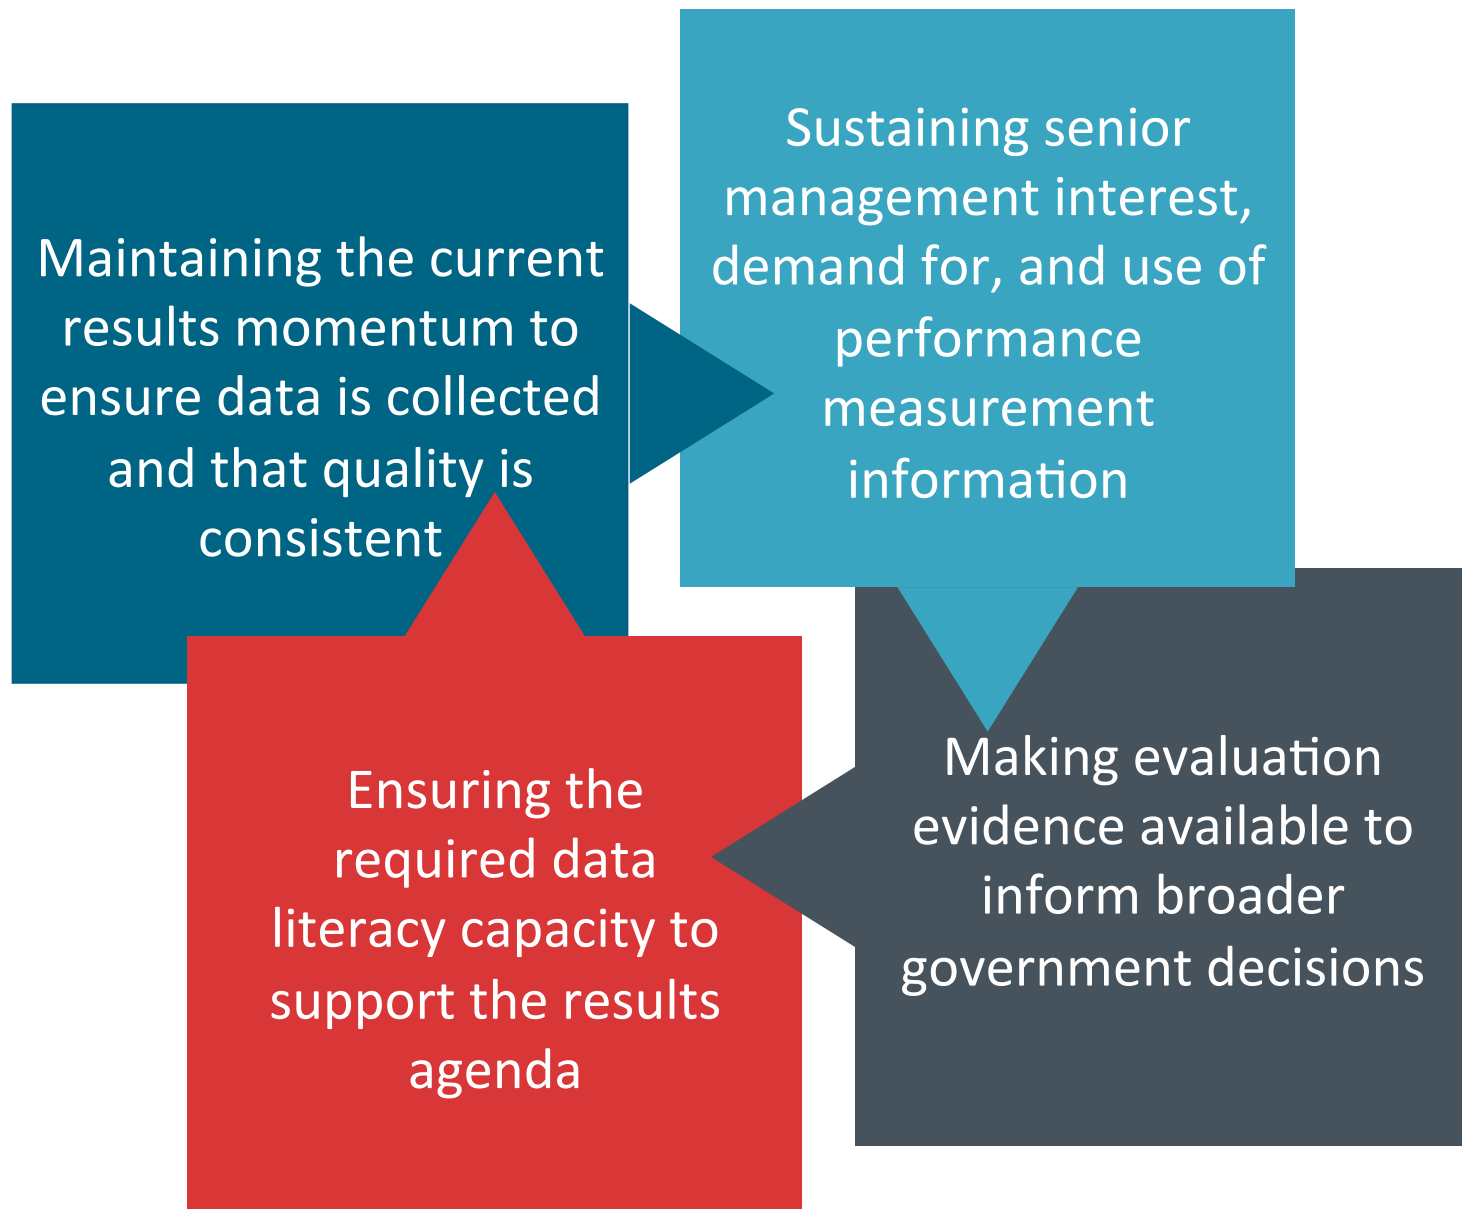 Maintaining the current
results momentum to
ensure data is collected
and that quality is
consistent
Sustaining senior
management interest,
demand for, and use of
performance
measurement
information
Making evaluation
evidence available to
inform broader
government decisions
Ensuring the
required data
literacy capacity to
support the results
agenda